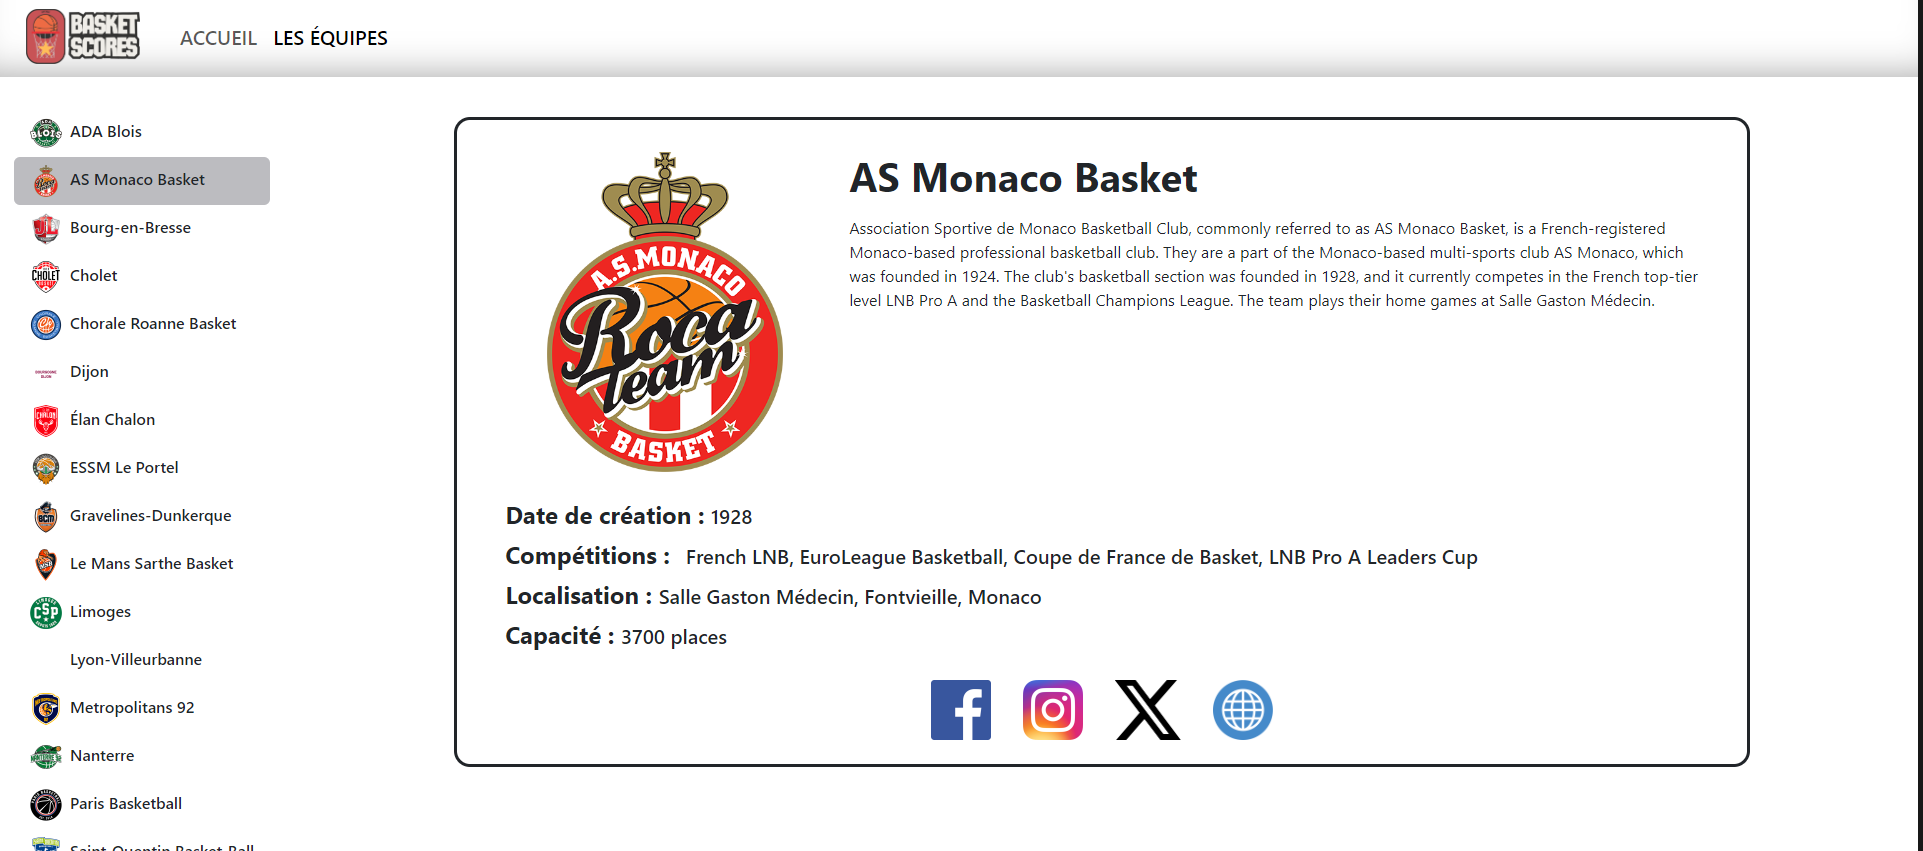 BASKET
SCORES
ACCUEIL LES ÉQUIPES
ADA Blois
AS Monaco Basket
Bourg-en-Bresse
Cholet
Chorale Roanne Basket
Dijon
Élan Chalon
ESSM Le Portel
Gravelines-Dunkerque
Le Mans Sarthe Basket
Limoges
Lyon-Villeurbanne
Metropolitans 92
Nanterre
Paris Basketball
Saint-Quentin Basket-Ball
A.S.MONACO
Roca
team
BASKET
AS Monaco Basket
Association Sportive de Monaco Basketball Club, commonly referred to as AS Monaco Basket, is a French-registered
Monaco-based professional basketball club. They are a part of the Monaco-based multi-sports club AS Monaco, which
was founded in 1924. The club's basketball section was founded in 1928, and it currently competes in the French top-tier
level LNB Pro A and the Basketball Champions League. The team plays their home games at Salle Gaston Médecin.
Date de création : 1928
Compétitions : French LNB, EuroLeague Basketball, Coupe de France de Basket, LNB Pro A Leaders Cup
Localisation : Salle Gaston Médecin, Fontvieille, Monaco
Capacité : 3700 places